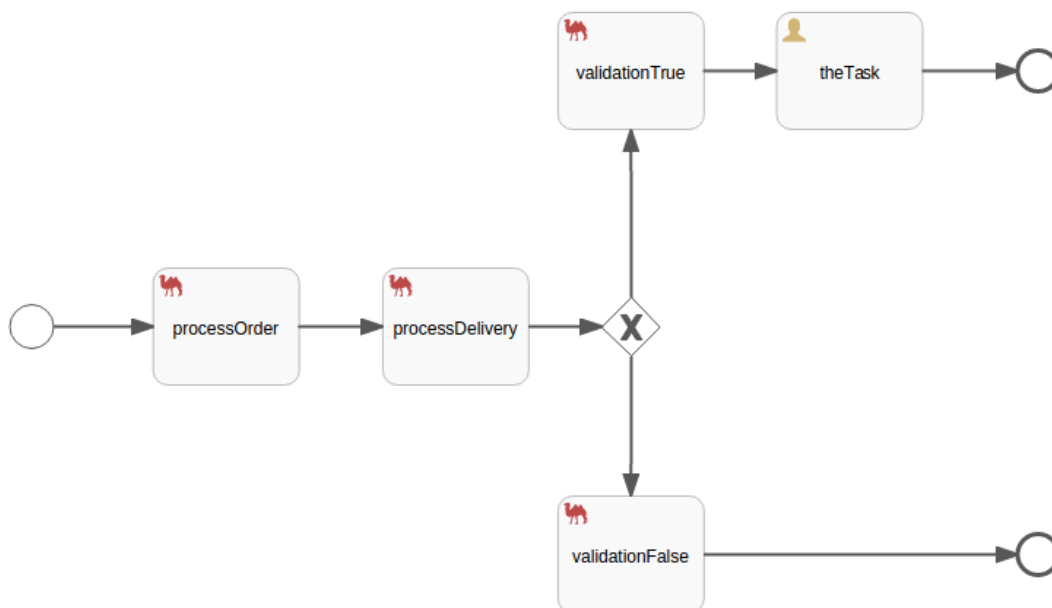 validationTrue
theTask
processOrder
processDelivery
X
validationFalse